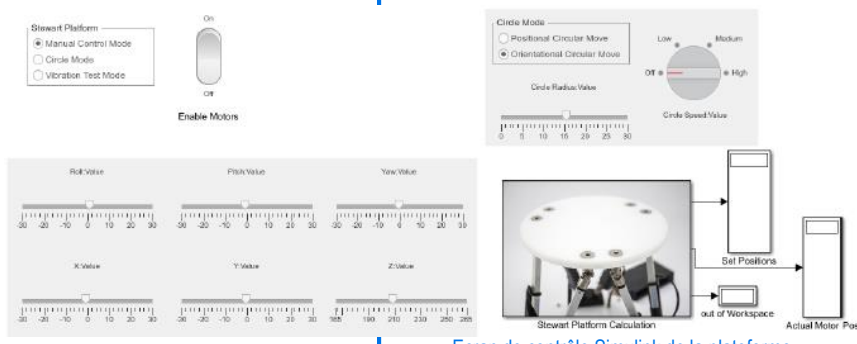 Stewart Platform
Manual Control Mode
Circle Mode
Vibration Test Mode
On
Off
Enable Motors
Circle Mode
Positional Circular Move
Orientational Circular Move
Circle Radius:Value
0 5 10 15 20 25 30
Low
Medium
Off
High
Circle Speed:Value
Roll:Value
-30 -20 -10 0 10 20 30
Pitch:Value
-30 -20 -10 0 10 20 30
Yaw:Value
-30 -20 -10 0 10 20 30
X:Value
-30 -20 -10 0 10 20 30
Y:Value
-30 -20 -10 0 10 20 30
Z:Value
165 190 210 230 250 265
Stewart Platform Calculation
Set Positions
out of Workspace
Actual Motor Pos